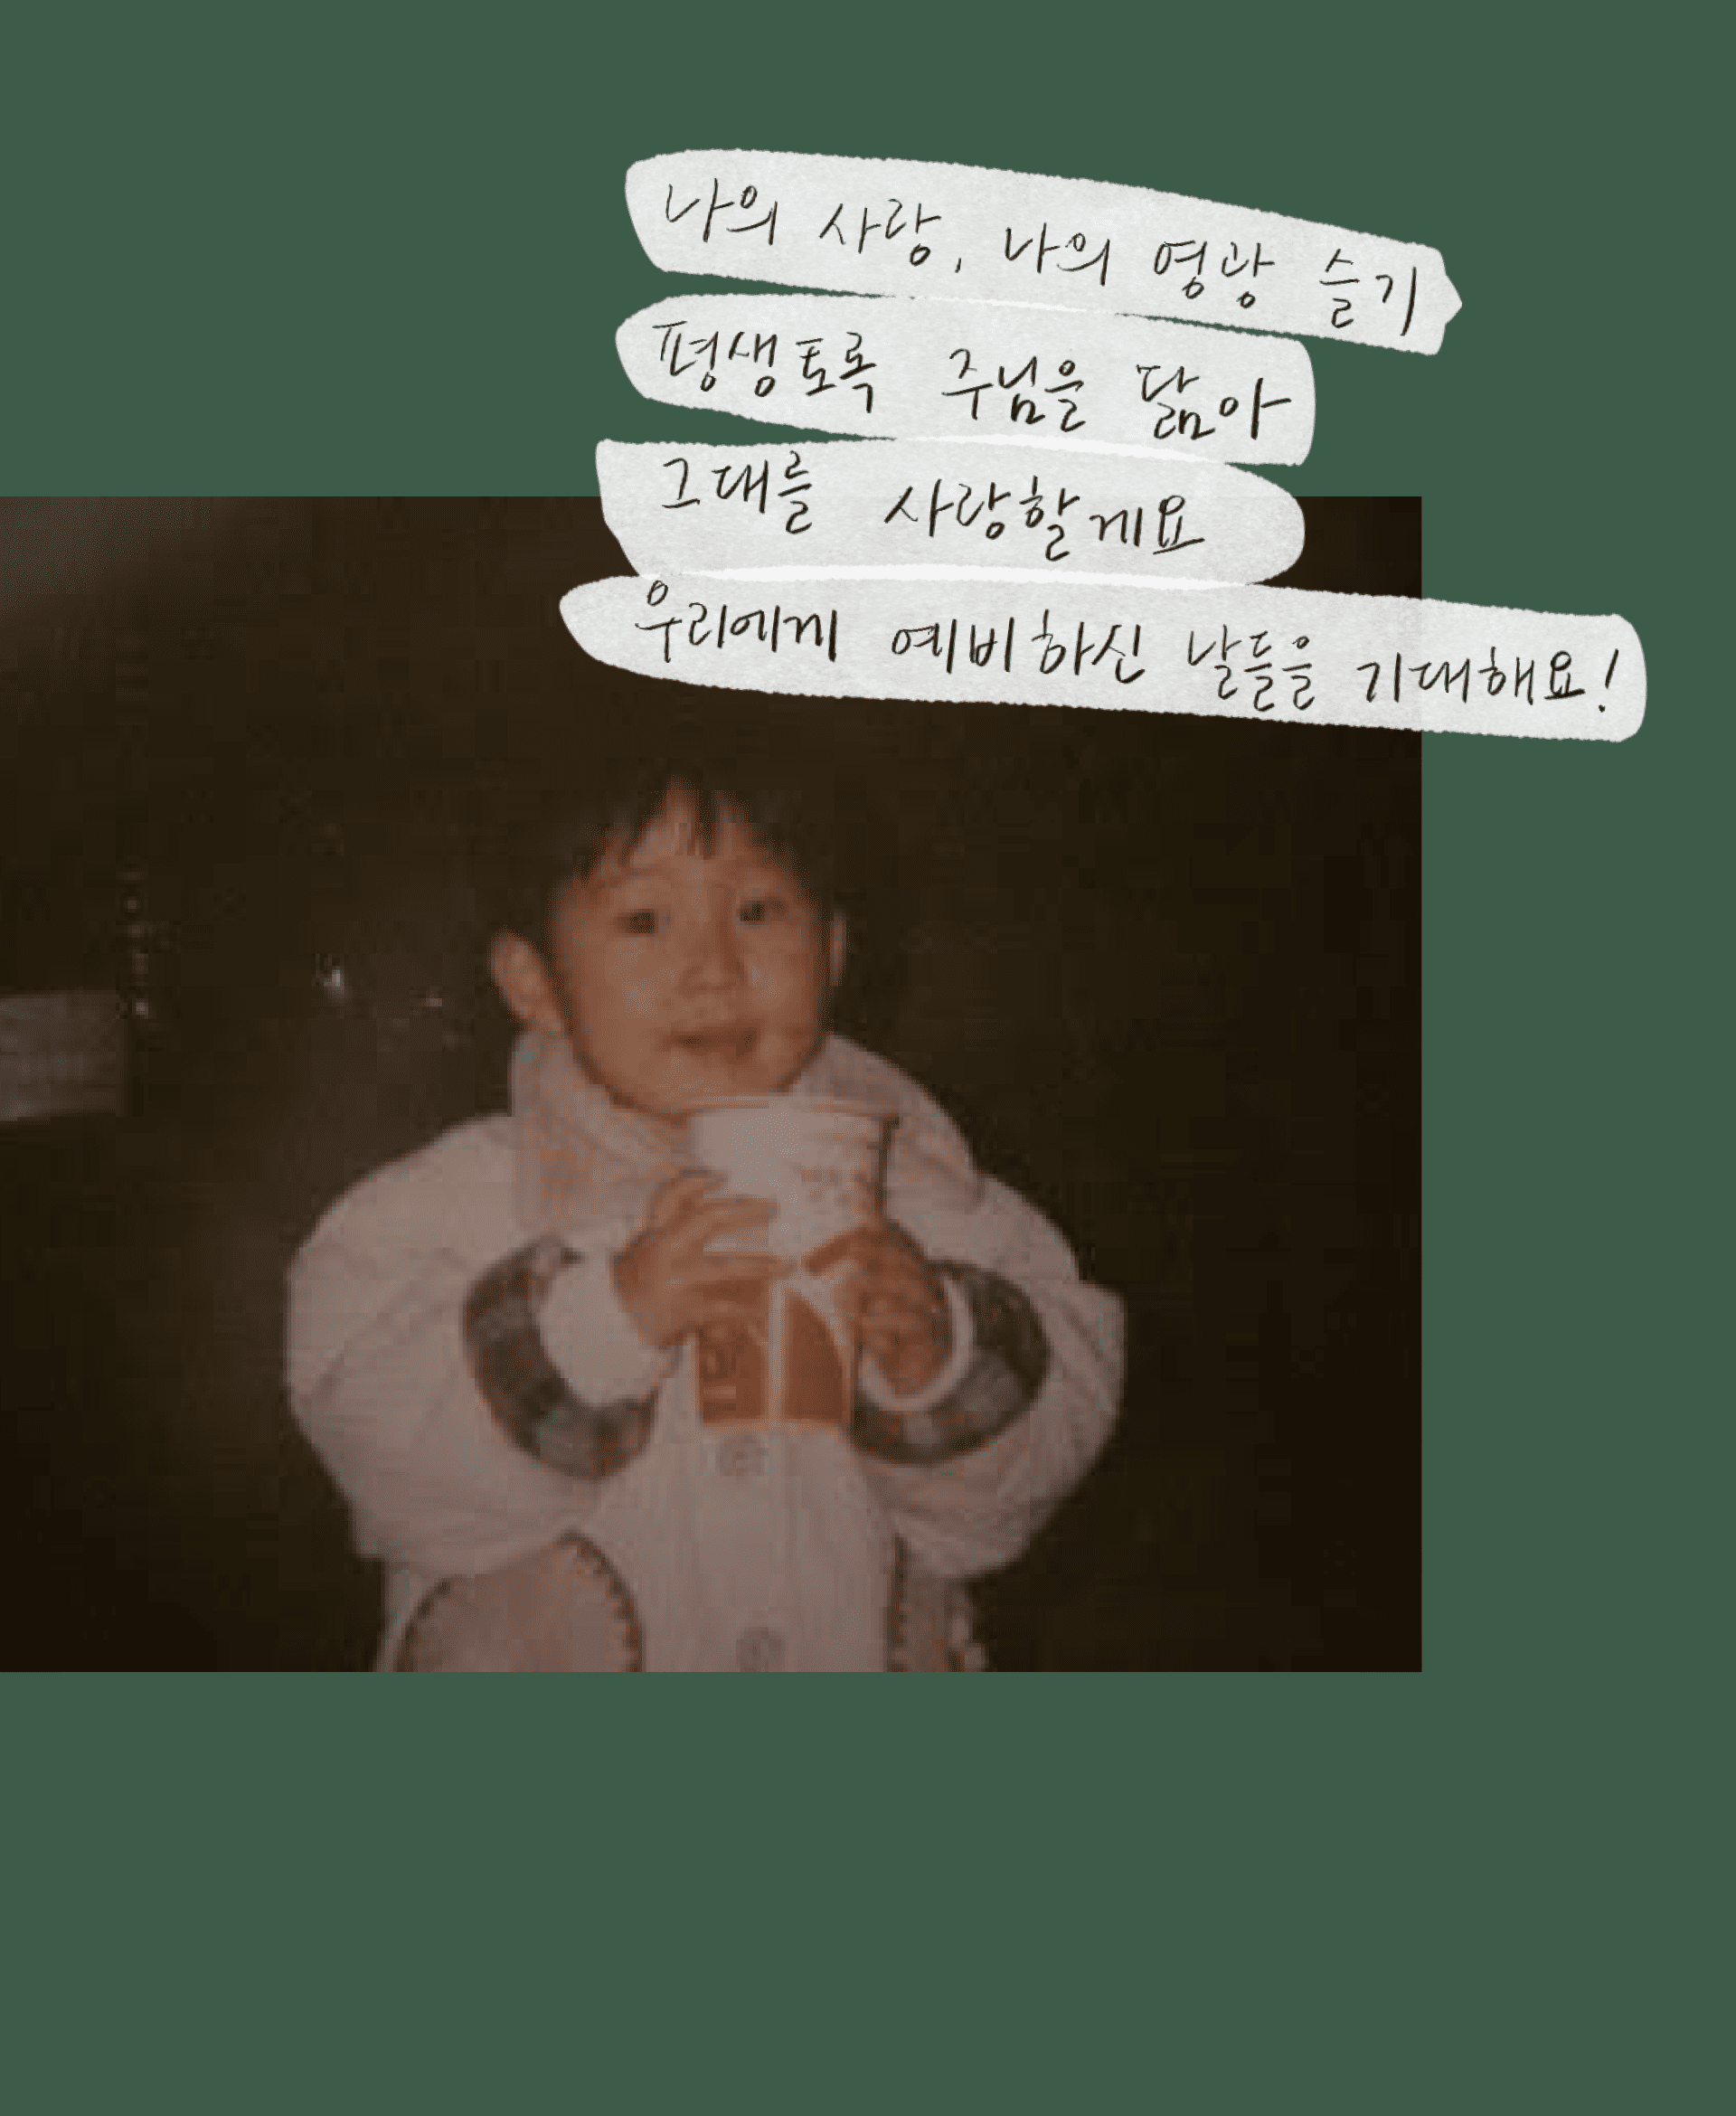 나의 사랑, 나의 영광 슬기
평생토록 주님을 닮아
그대를 사랑할게요
우리에게 예비하신 날들을 기대해요!